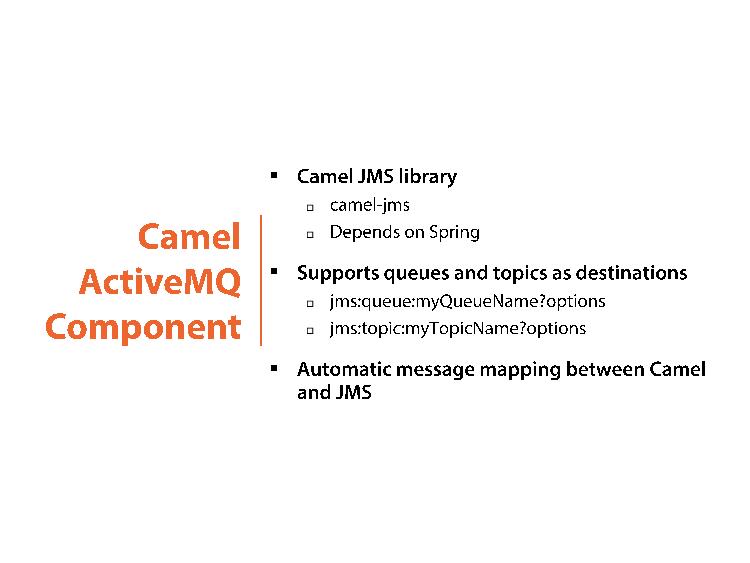 Camel
ActiveMQ
Component
Camel JMS library
camel-jms
Depends on Spring
Supports queues and topics as destinations
jms:queue:myQueueName?options
jms:topic:myTopicName?options
Automatic message mapping between Camel
and JMS